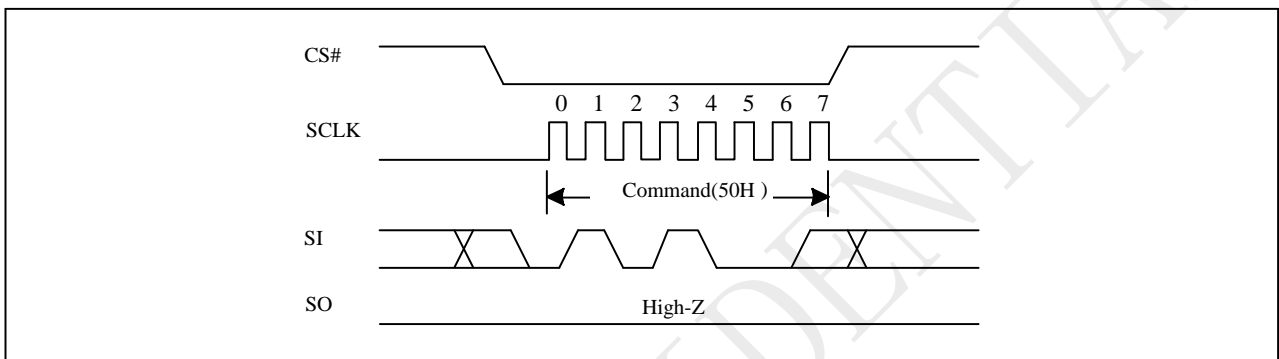 CS#
0 1 2 3 4 5 6 7
SCLK
Command(50H )
SI
SO High-Z